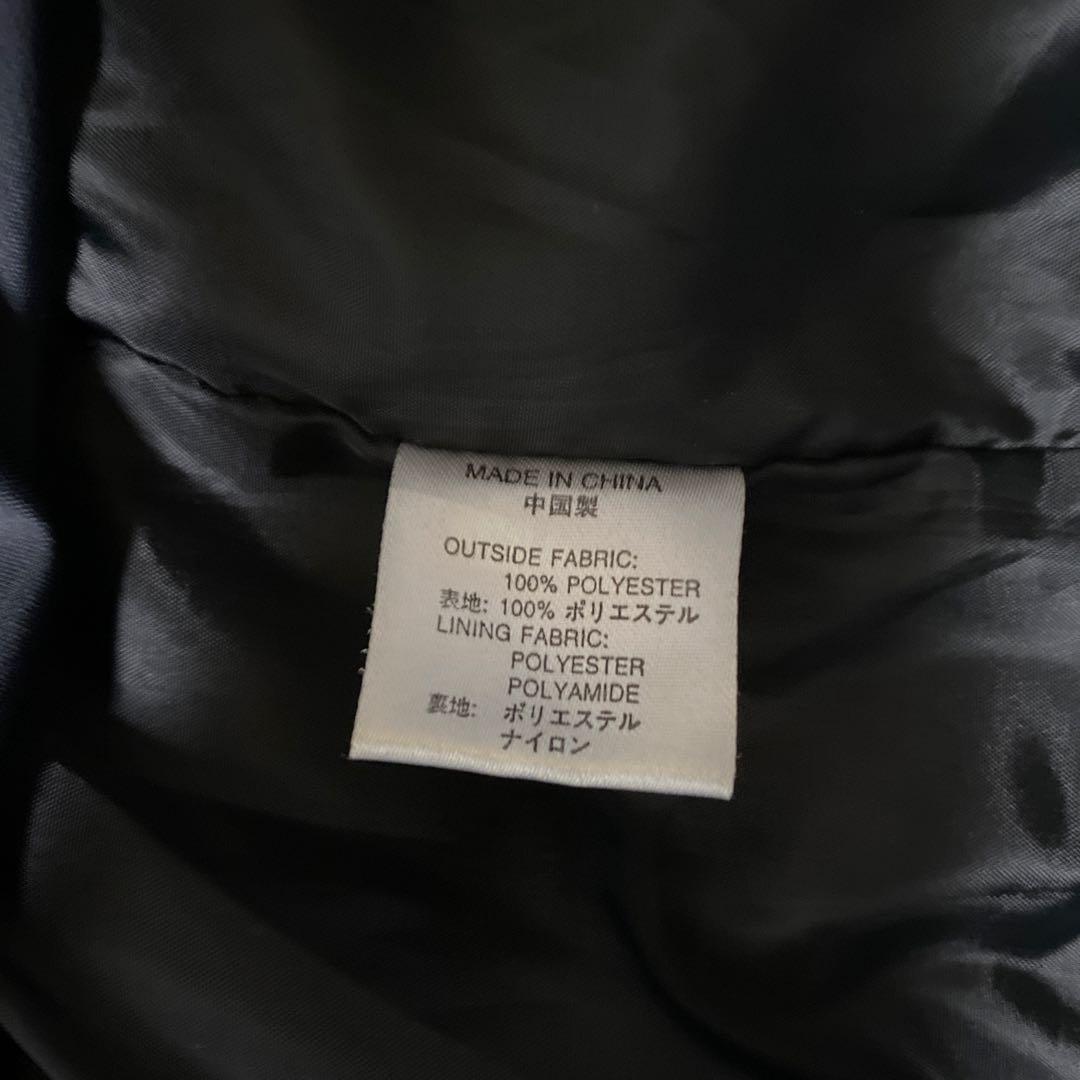 MADE IN CHINA
中国製
OUTSIDE FABRIC:
100% POLYESTER
表地: 100% ポリエステル
LINING FABRIC:
POLYESTER
POLYAMIDE
裏地: ポリエステル
ナイロン